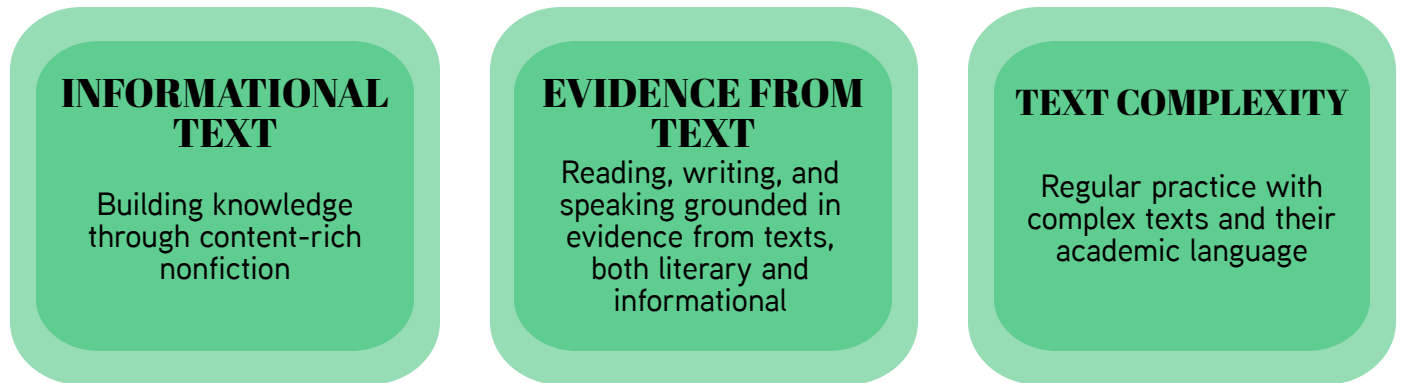 INFORMATIONAL
TEXT
Building knowledge
through content-rich
nonfiction
EVIDENCE FROM
TEXT
Reading, writing, and
speaking grounded in
evidence from texts,
both literary and
informational
TEXT COMPLEXITY
Regular practice with
complex texts and their
academic language